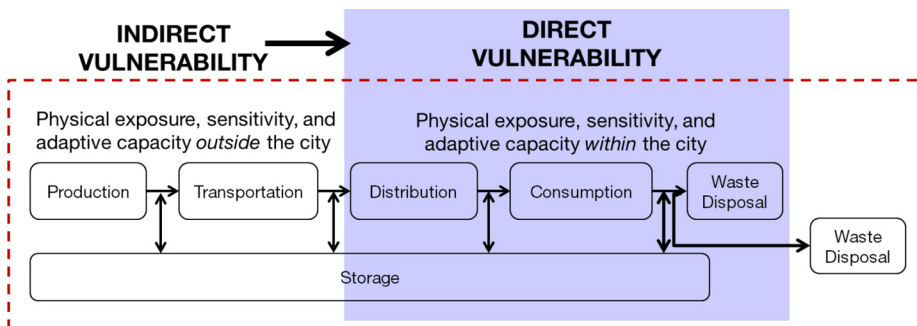 INDIRECT
VULNERABILITY
DIRECT
VULNERABILITY
Physical exposure, sensitivity, and
adaptive capacity outside the city
Physical exposure, sensitivity, and
adaptive capacity within the city
Production
Transportation
Distribution
Consumption
Waste
Disposal
Waste
Disposal
Storage